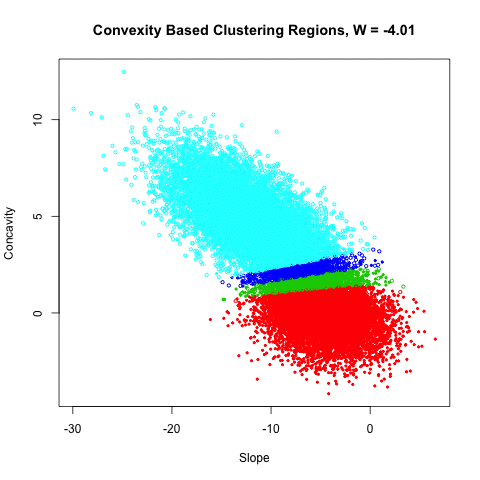 Convexity Based Clustering Regions, W = -4.01
10
5
0
Concavity
-30 -20 -10 0
Slope